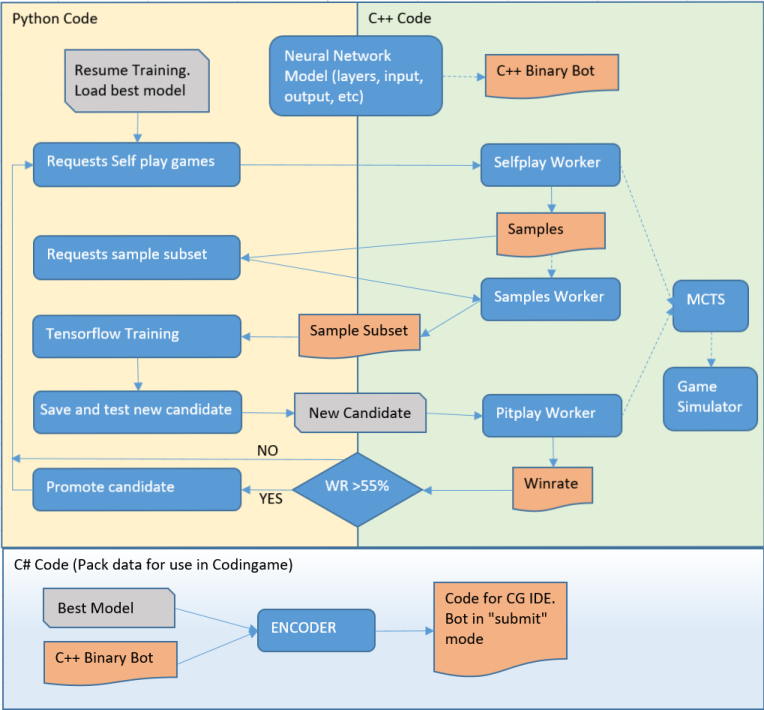 Python Code
C++ Code
Resume Training.
Load best model
Neural Network
Model (layers, input,
output, etc)
C++ Binary Bot
Requests Self play games
Selfplay Worker
Samples
Requests sample subset
Samples Worker
MCTS
Tensorflow Training
Sample Subset
Game
Simulator
Save and test new candidate
New Candidate
Pitplay Worker
NO
Promote candidate
YES
WR >55%
Winrate
C# Code (Pack data for use in Codingame)
Best Model
C++ Binary Bot
ENCODER
Code for CG IDE.
Bot in "submit"
mode